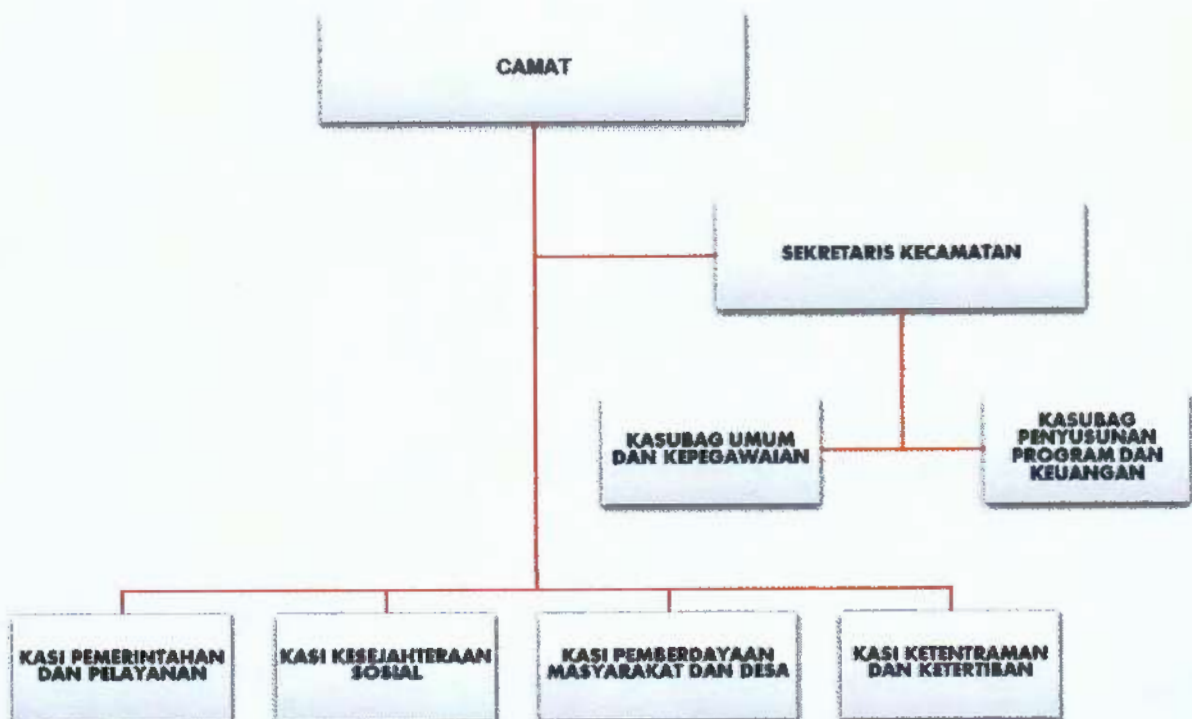 CAMAT
SEKRETARIS KECAMATAN
KASUBAG UMUM
DAN KEPEGAWAIAN
KASUBAG
PENYUSUNAN
PROGRAM DAN
KEUANGAN
KASI PEMERINTAHAN
DAN PELAYANAN
KASI KESEJAHTERAAN
SOSIAL
KASI PEMBERDAYAAN
MASYARAKAT DAN DESA
KASI KETENTRAMAN
DAN KETERTIBAN